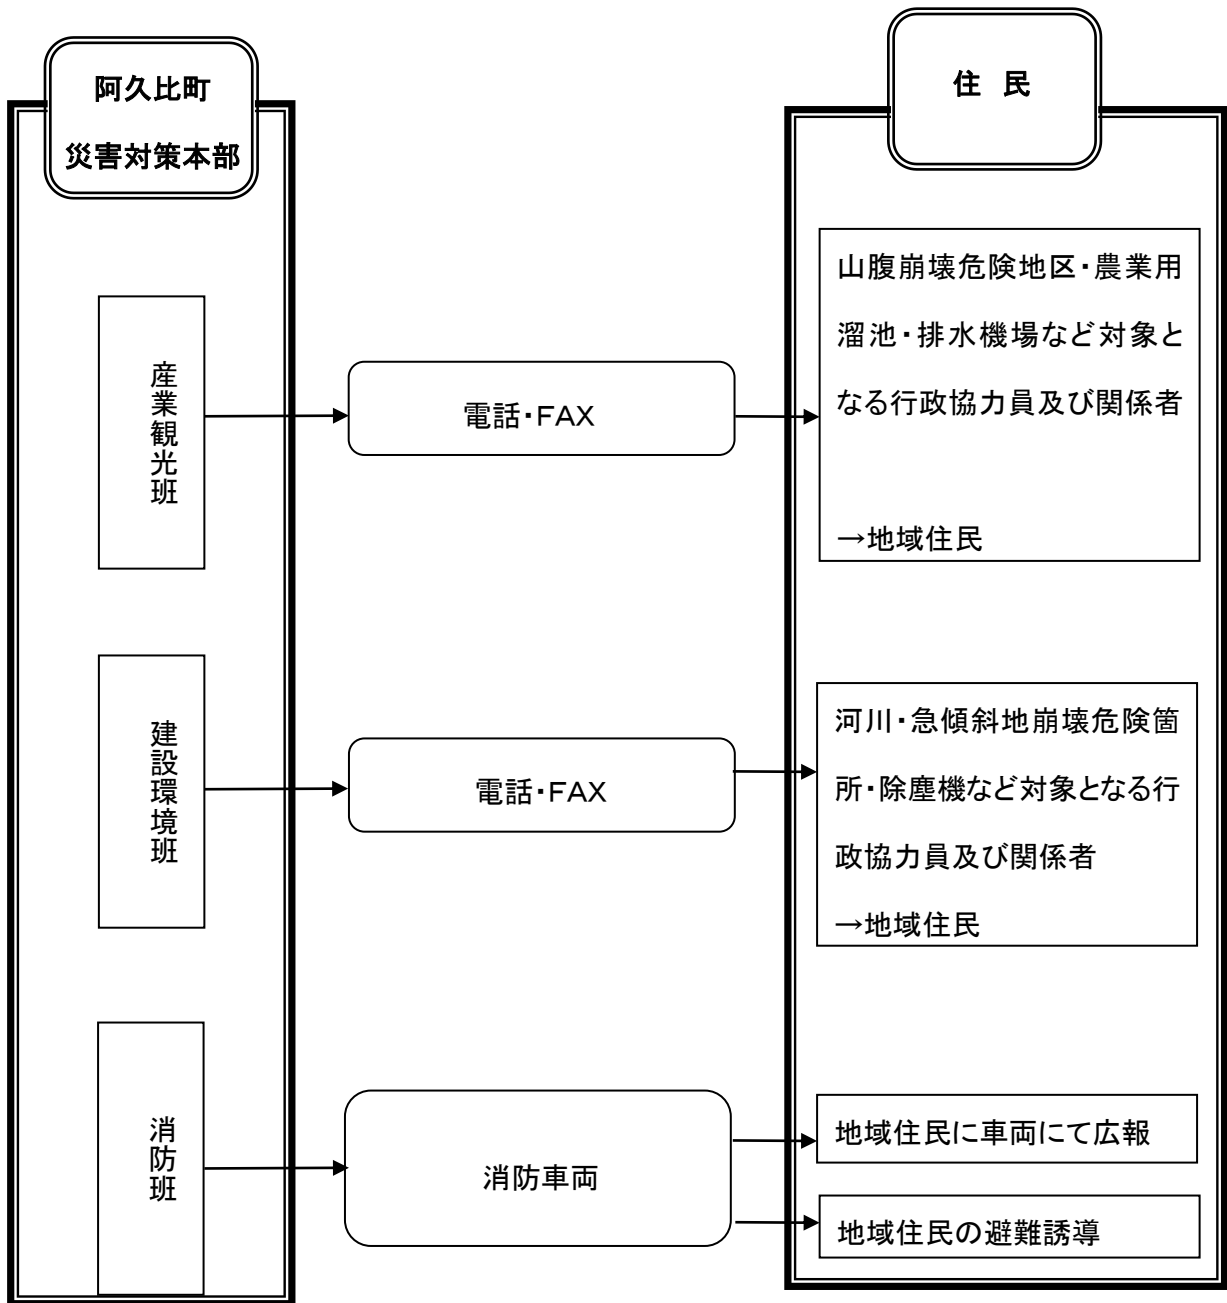 阿久比町
災害対策本部
住 民
産業観光班
電話・FAX
山腹崩壊危険地区・農業用
溜池・排水機場など対象と
なる行政協力員及び関係者
→地域住民
建設環境班
電話・FAX
河川・急傾斜地崩壊危険箇
所・除塵機など対象となる行
政協力員及び関係者
→地域住民
消防班
消防車両
地域住民に車両にて広報
地域住民の避難誘導